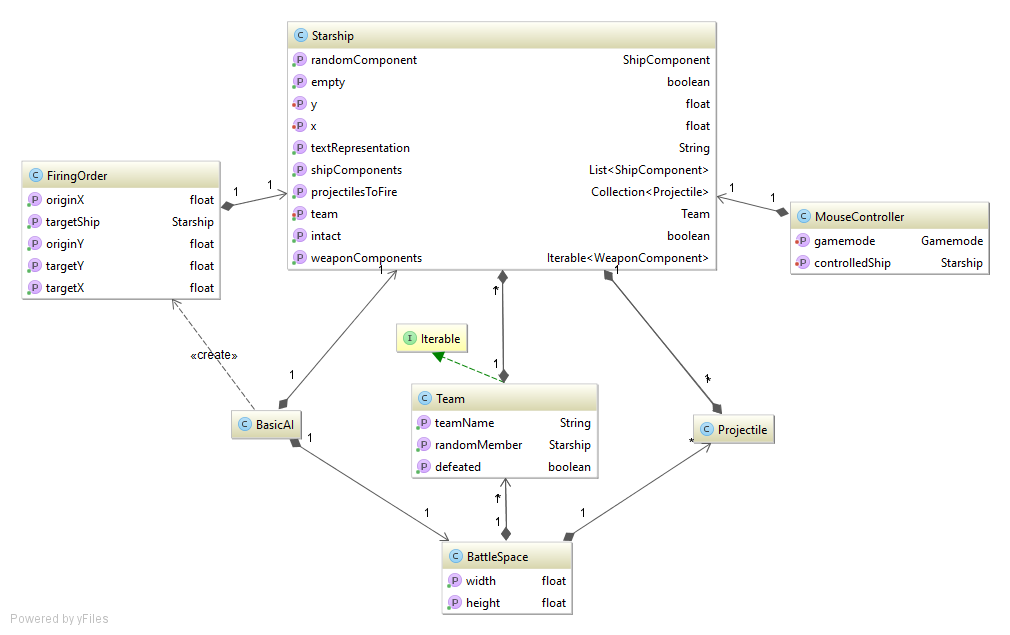 C Starship
P randomComponent ShipComponent
P empty boolean
P y float
P x float
P textRepresentation String
P shipComponents List<ShipComponent>
P projectilesToFire Collection<Projectile>
P team Team
P intact boolean
P weaponComponents Iterable<WeaponComponent>
C FiringOrder
P originX float
P targetShip Starship
P originY float
P targetY float
P targetX float
1 1
1 1
C MouseController
P gamemode Gamemode
P controlledShip Starship
1 1
*
I Iterable
«create»
1 1 *
C Team
P teamName String
P randomMember Starship
P defeated boolean
C BasicAI
1
C Projectile
*
* 
1 1 1
C BattleSpace
P width float
P height float
Powered by yFiles